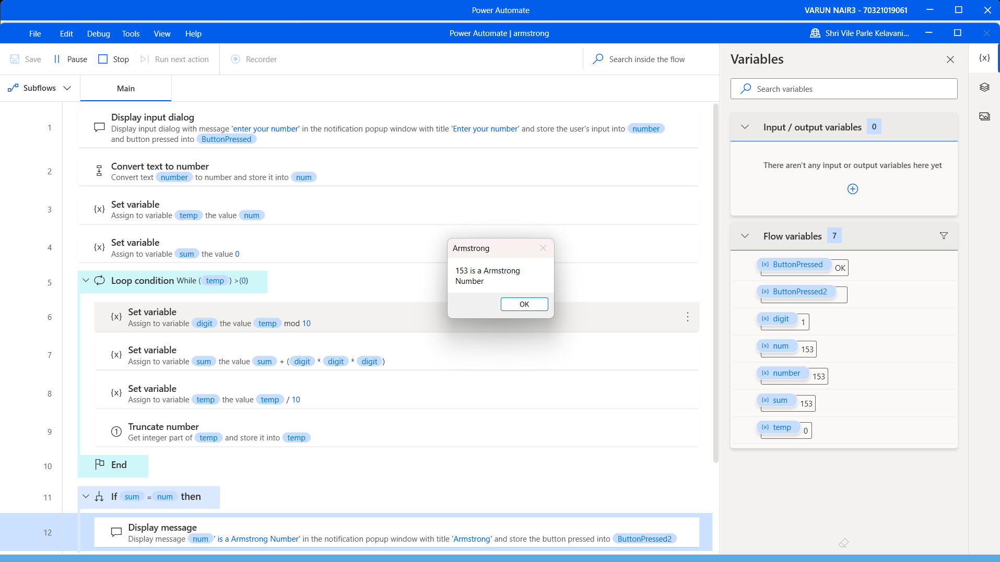 Power Automate
VARUN NAIR3 - 70321019061
File Edit Debug Tools View Help
Power Automate | armstrong
Shri Vile Parle Kelavani...
Save Pause Stop Run next action Recorder
Search inside the flow
Subflows Main
1
Display input dialog
Display input dialog with message 'enter your number' in the notification popup window with title 'Enter your number' and store the user's input into number
and button pressed into ButtonPressed
2
Convert text to number
Convert text number to number and store it into num
3
{x} Set variable
Assign to variable temp the value num
4
{x} Set variable
Assign to variable sum the value 0
5
Loop condition While ( temp ) >(0)
6
{x} Set variable
Assign to variable digit the value temp mod 10
7
{x} Set variable
Assign to variable sum the value sum + ( digit * digit * digit )
8
{x} Set variable
Assign to variable temp the value temp / 10
9
1 Truncate number
Get integer part of temp and store it into temp
10
End
11
If sum = num then
12
Display message
Display message num ' is a Armstrong Number' in the notification popup window with title 'Armstrong' and store the button pressed into ButtonPressed2
Armstrong
153 is a Armstrong
Number
OK
Variables
{x}
Search variables
Input / output variables 0
There aren't any input or output variables here yet
Flow variables 7
{x} ButtonPressed OK
{x} ButtonPressed2
{x} digit 1
{x} num 153
{x} number 153
{x} sum 153
{x} temp 0